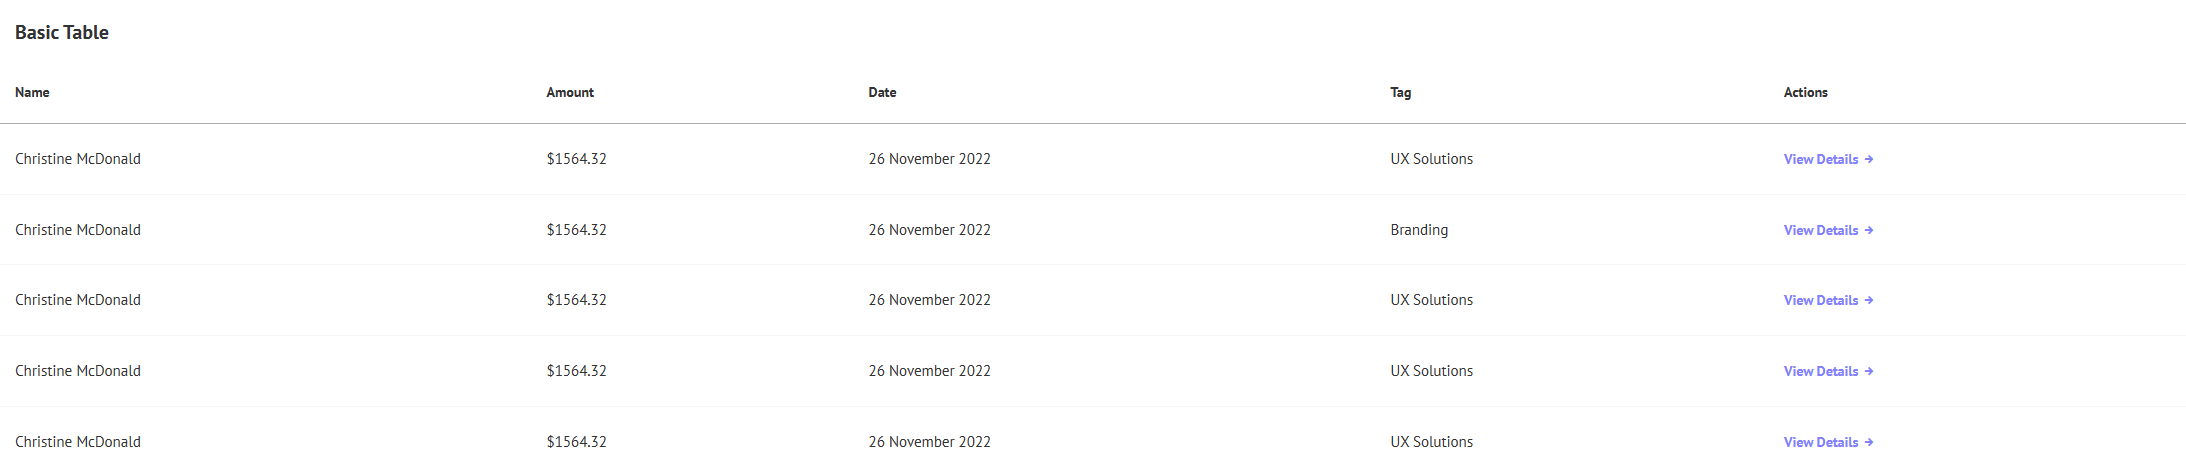 Basic Table
Name Amount Date Tag Actions
Christine McDonald $1564.32 26 November 2022 UX Solutions View Details →
Christine McDonald $1564.32 26 November 2022 Branding View Details →
Christine McDonald $1564.32 26 November 2022 UX Solutions View Details →
Christine McDonald $1564.32 26 November 2022 UX Solutions View Details →
Christine McDonald $1564.32 26 November 2022 UX Solutions View Details →